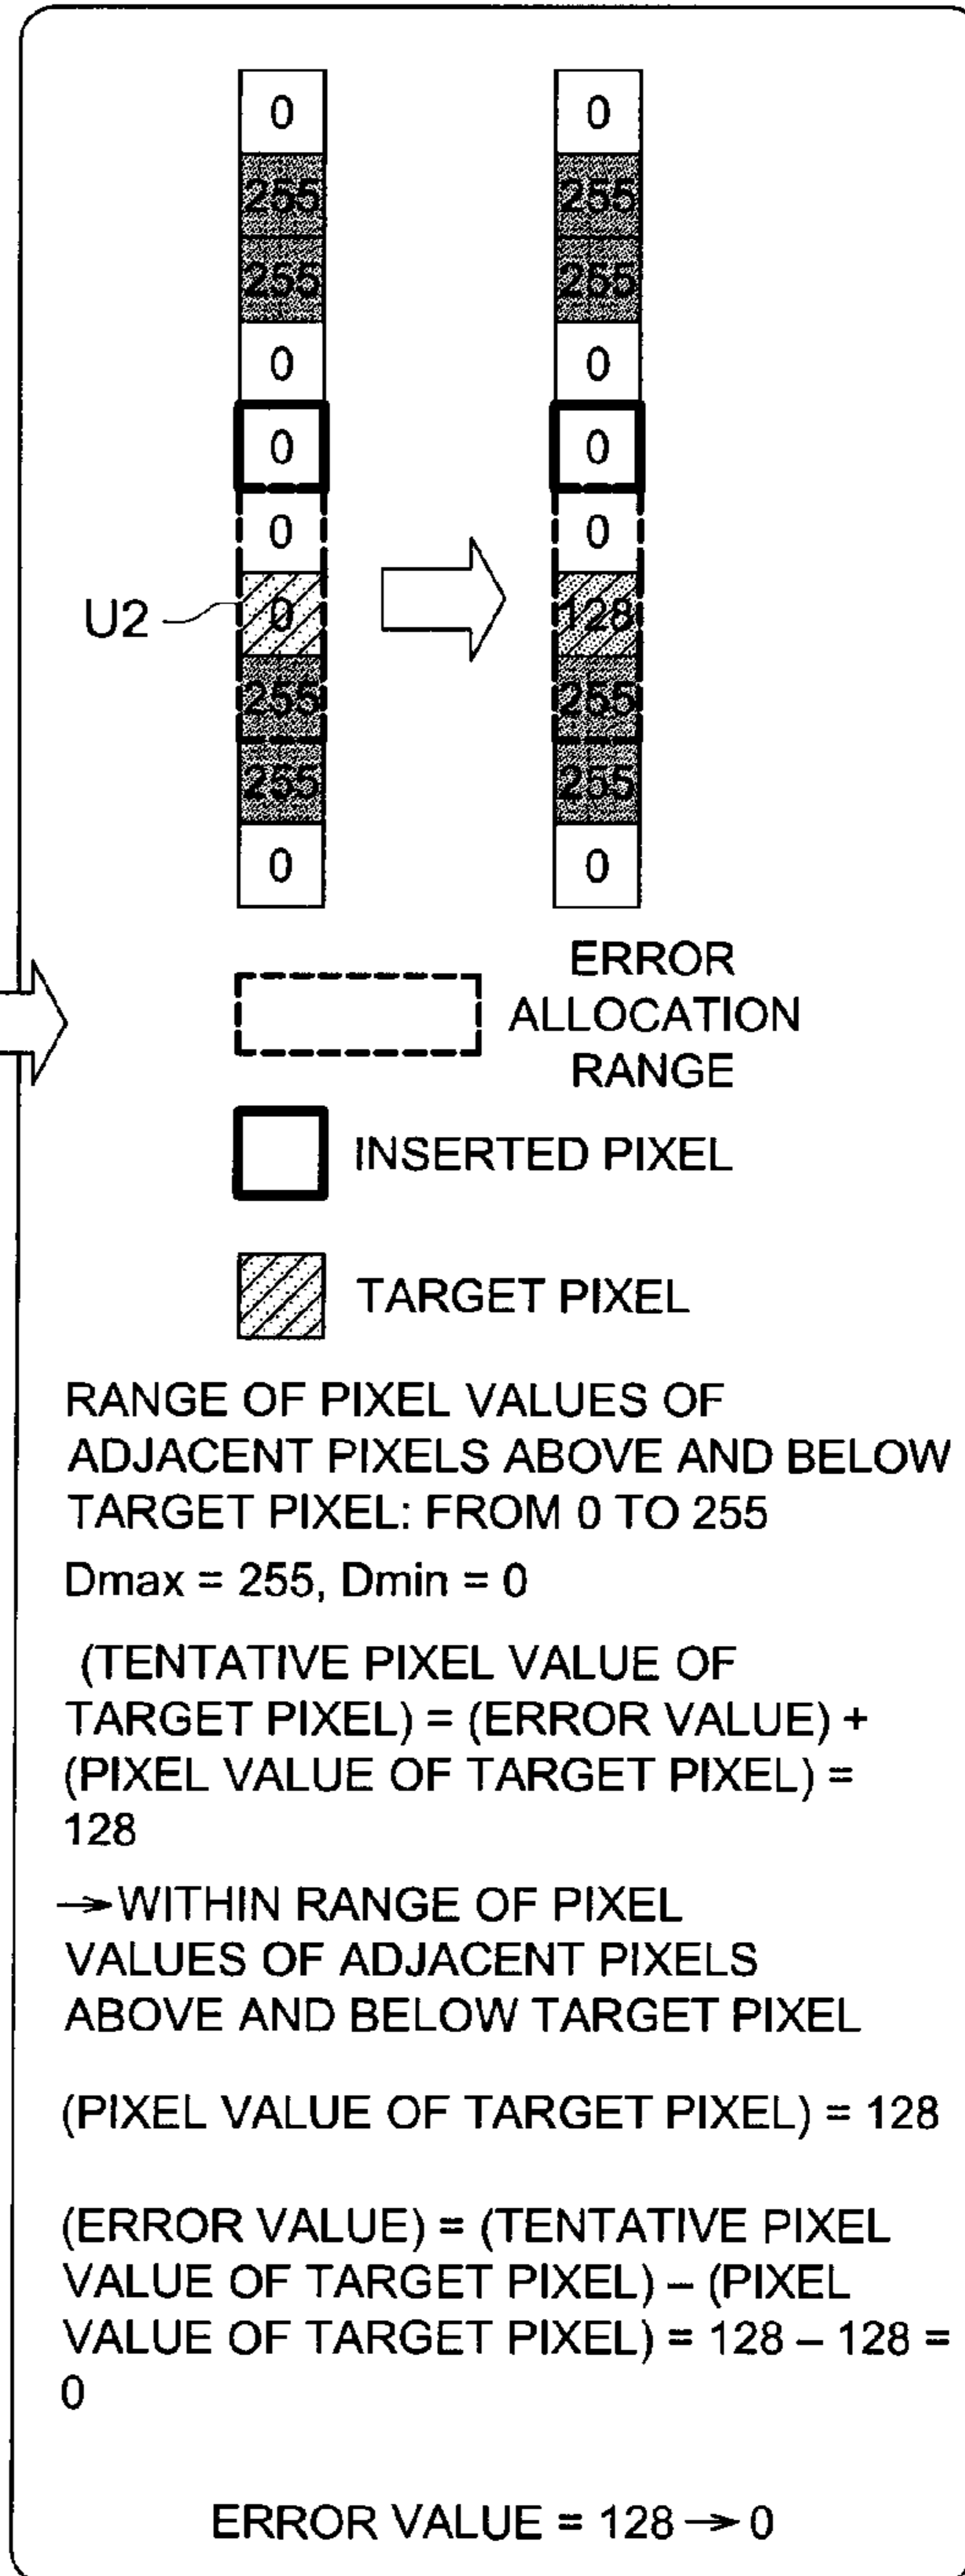 0 0
255 255
255 255
0 0
0 0
0 0
U2 0 128
255 255
255 255
0 0
ERROR
ALLOCATION
RANGE
INSERTED PIXEL
TARGET PIXEL
RANGE OF PIXEL VALUES OF
ADJACENT PIXELS ABOVE AND BELOW
TARGET PIXEL: FROM 0 TO 255
Dmax = 255, Dmin = 0
(TENTATIVE PIXEL VALUE OF
TARGET PIXEL) = (ERROR VALUE) +
(PIXEL VALUE OF TARGET PIXEL) =
128
→WITHIN RANGE OF PIXEL
VALUES OF ADJACENT PIXELS
ABOVE AND BELOW TARGET PIXEL
(PIXEL VALUE OF TARGET PIXEL) = 128
(ERROR VALUE) = (TENTATIVE PIXEL
VALUE OF TARGET PIXEL) – (PIXEL
VALUE OF TARGET PIXEL) = 128 – 128 =
0
ERROR VALUE = 128 → 0